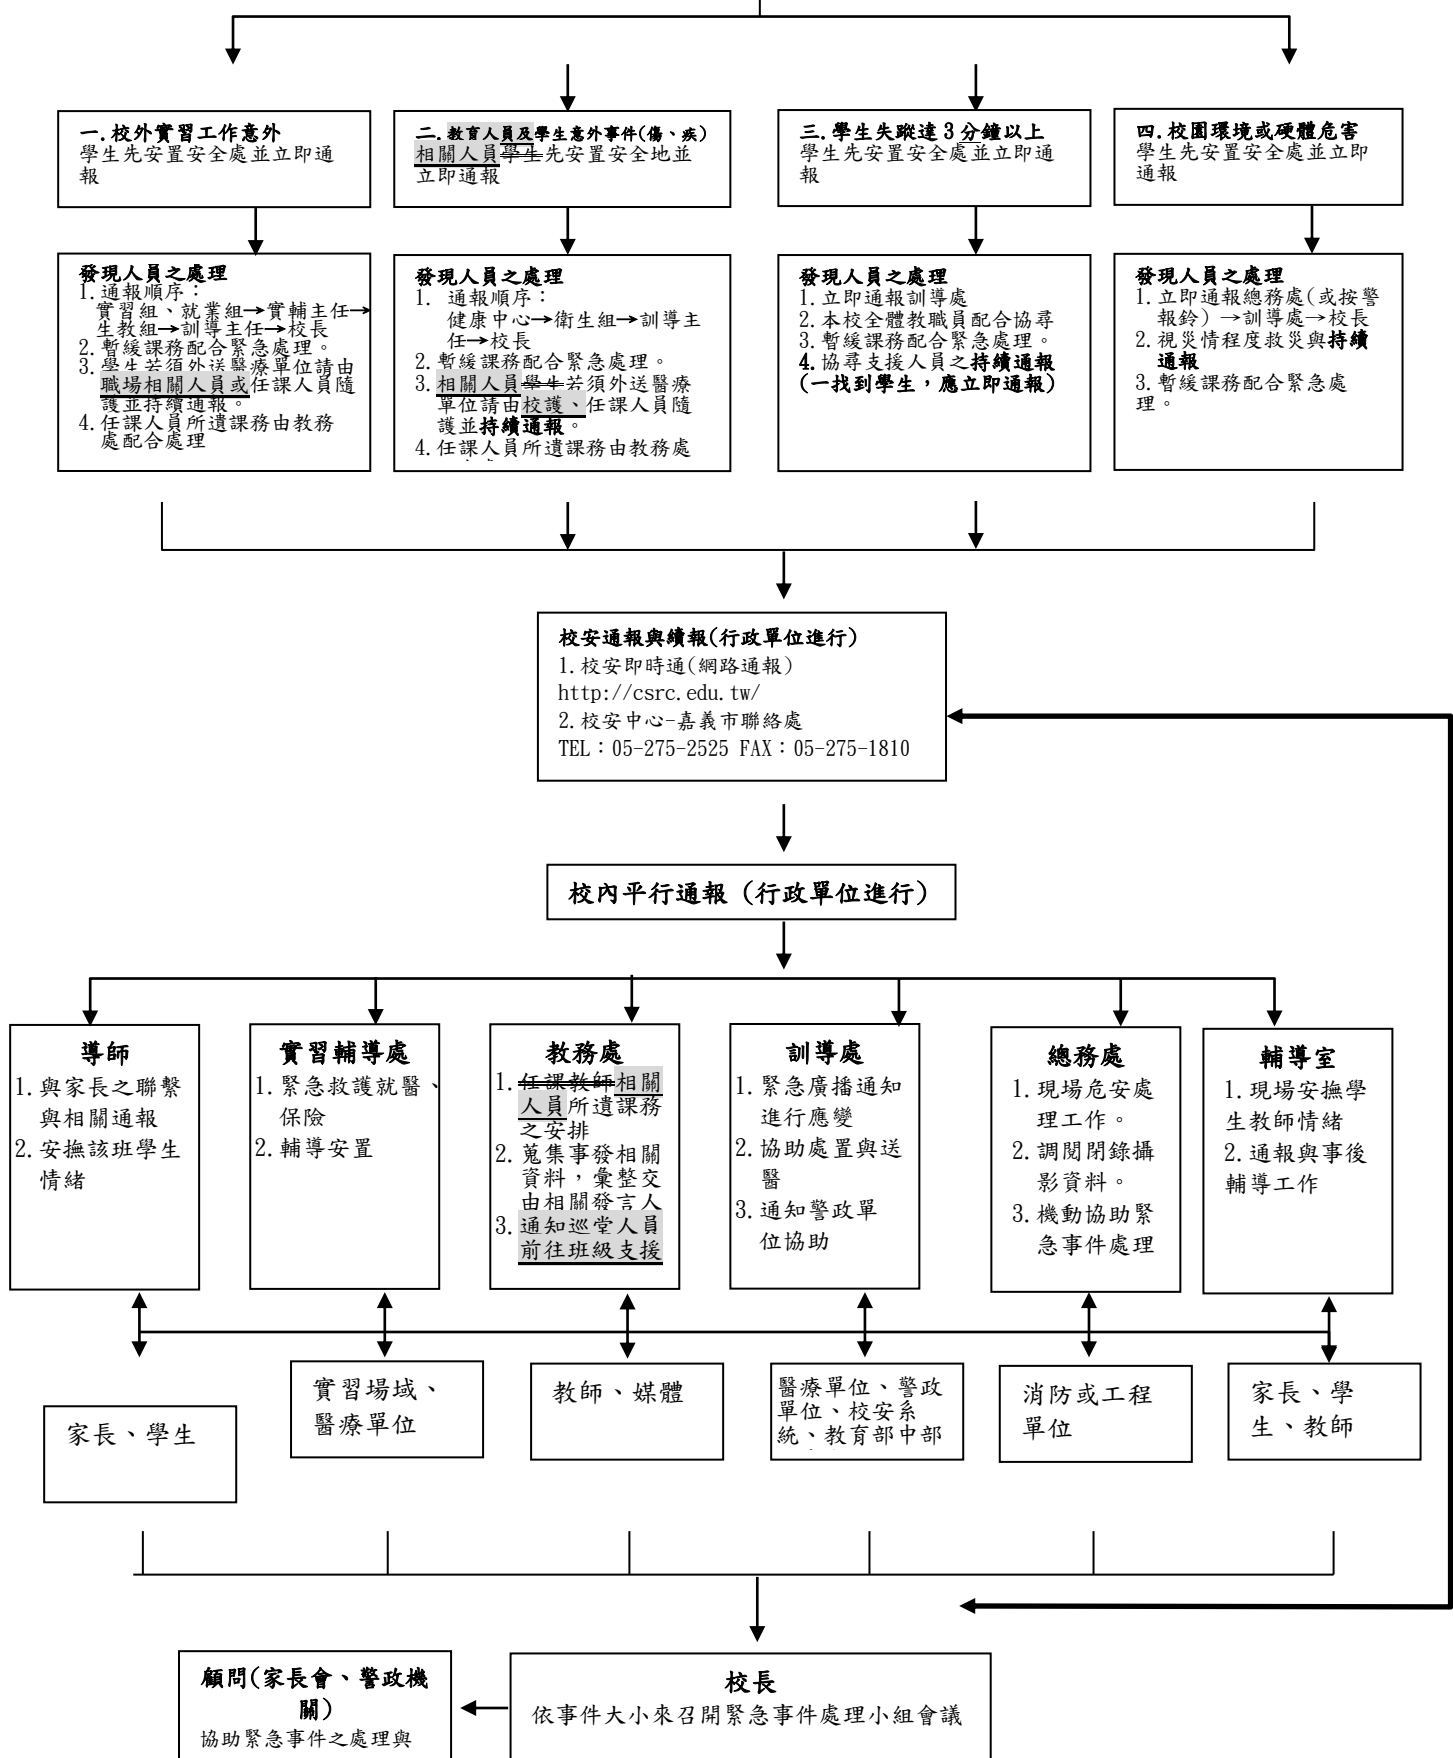 一.校外實習工作意外
學生先安置安全處並立即通
報
二.教育人員及學生意外事件(傷、疾)
相關人員學生先安置安全地並
立即通報
三.學生失蹤達3分鐘以上
學生先安置安全處並立即通
報
四.校園環境或硬體危害
學生先安置安全處並立即
通報
發現人員之處理
1.通報順序：
實習組、就業組→實輔主任→
生教組→訓導主任→校長
2.暫緩課務配合緊急處理。
3.學生若須外送醫療單位請由
職場相關人員或任課人員隨
護並持續通報。
4.任課人員所遺課務由教務
處配合處理
發現人員之處理
1. 通報順序：
健康中心→衛生組→訓導主
任→校長
2.暫緩課務配合緊急處理。
3.相關人員學生若須外送醫療
單位請由校護、任課人員隨
護並持續通報。
4.任課人員所遺課務由教務處
發現人員之處理
1.立即通報訓導處
2.本校全體教職員配合協尋
3.暫緩課務配合緊急處理。
4.協尋支援人員之持續通報
(一找到學生，應立即通報)
發現人員之處理
1.立即通報總務處(或按警
報鈴）→訓導處→校長
2.視災情程度救災與持續
通報
3.暫緩課務配合緊急處
理。
校安通報與續報(行政單位進行)
1.校安即時通(網路通報)
http://csrc.edu.tw/
2.校安中心-嘉義市聯絡處
TEL：05-275-2525 FAX：05-275-1810
校內平行通報（行政單位進行）
導師
1.與家長之聯繫
與相關通報
2.安撫該班學生
情緒
實習輔導處
1.緊急救護就醫、
保險
2.輔導安置
教務處
1.任課教師相關
人員所遺課務
之安排
2.蒐集事發相關
資料，彙整交
由相關發言人
3.通知巡堂人員
前往班級支援
訓導處
1.緊急廣播通知
進行應變
2.協助處置與送
醫
3.通知警政單
位協助
總務處
1.現場危安處
理工作。
2.調閱閉錄攝
影資料。
3.機動協助緊
急事件處理
輔導室
1.現場安撫學
生教師情緒
2.通報與事後
輔導工作
家長、學生
實習場域、
醫療單位
教師、媒體
醫療單位、警政
單位、校安系
統、教育部中部
消防或工程
單位
家長、學
生、教師
顧問(家長會、警政機
關)
協助緊急事件之處理與
校長
依事件大小來召開緊急事件處理小組會議